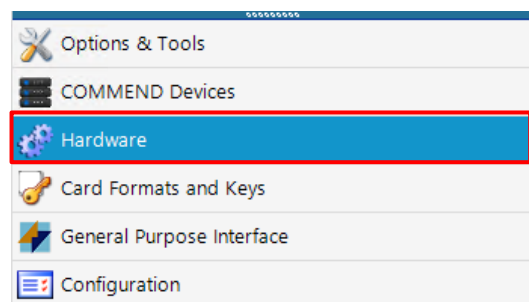 Options & Tools
COMMEND Devices
Hardware
Card Formats and Keys
General Purpose Interface
Configuration